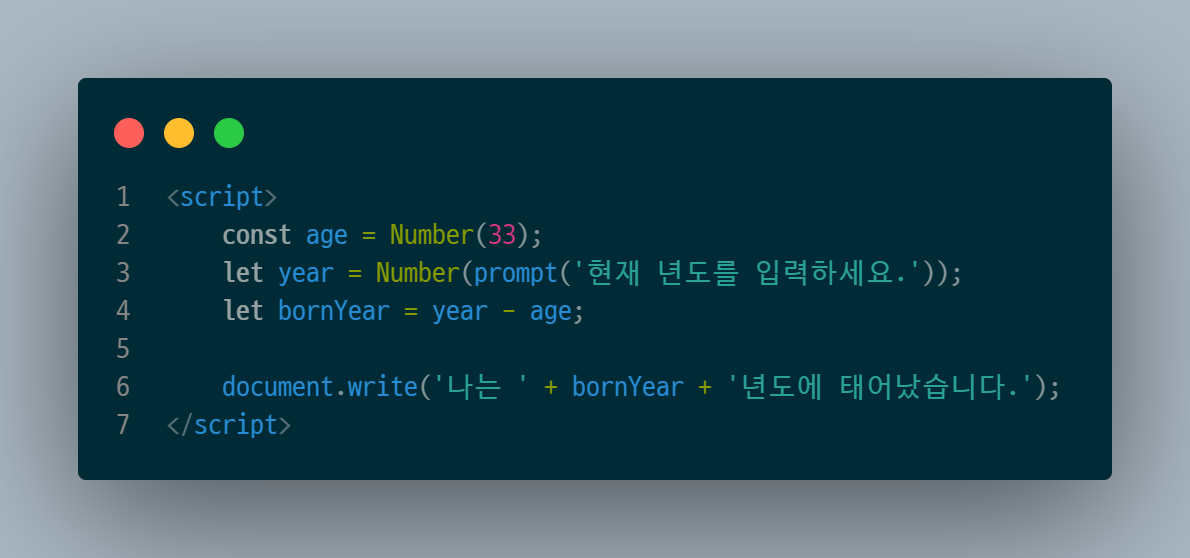 1 <script>
2 const age = Number(33);
3 let year = Number(prompt('현재 년도를 입력하세요.'));
4 let bornYear = year - age;
5
6 document.write('나는 ' + bornYear + '년도에 태어났습니다.');
7 </script>